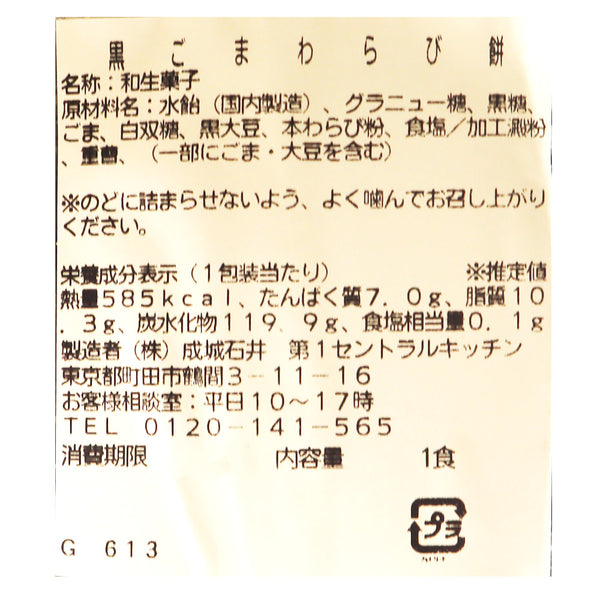 黒ごまわらび餅
名称：和生菓子
原材料名：水飴（国内製造）、グラニュー糖、黒糖、
ごま、白双糖、黒大豆、本わらび粉、食塩／加工澱粉
、重曹、（一部にごま・大豆を含む）
※のどに詰まらせないよう、よく噛んでお召し上がり
ください。
栄養成分表示（１包装当たり） ※推定値
熱量５８５ｋｃａｌ、たんぱく質７．０ｇ、脂質１０
．３ｇ、炭水化物１１９．９ｇ、食塩相当量０．１ｇ
製造者（株）成城石井 第１セントラルキッチン
東京都町田市鶴間３－１１－１６
お客様相談室：平日１０～１７時
ＴＥＬ ０１２０－１４１－５６５
消費期限 内容量 １食
プラ
Ｇ ６１３